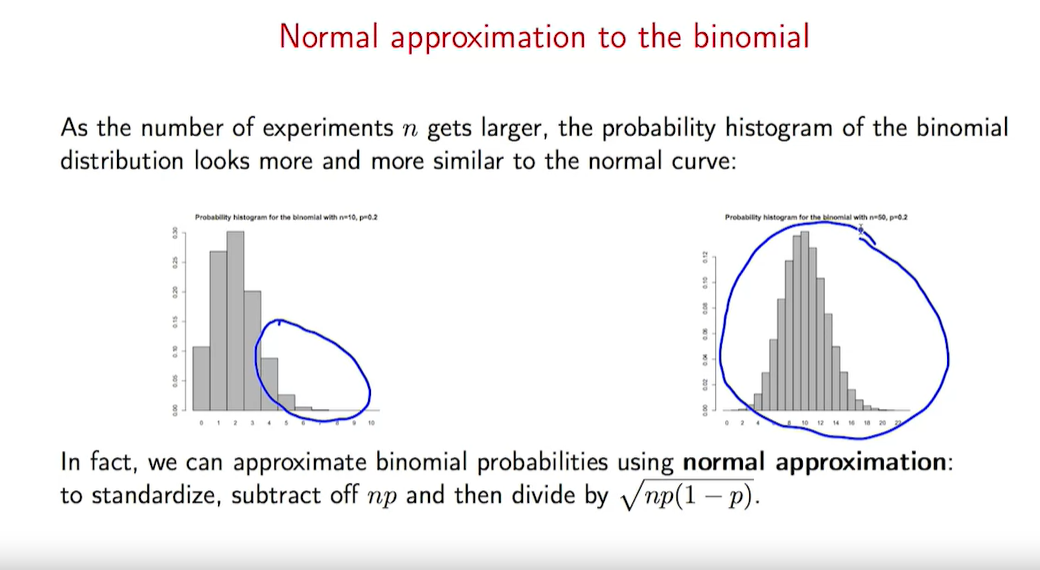 Normal approximation to the binomial
As the number of experiments n gets larger, the probability histogram of the binomial
distribution looks more and more similar to the normal curve:
Probability histogram for the binomial with n=10, p=0.2
0.30
0.25
0.20
0.15
0.10
0.05
0.00
0 1 2 3 4 5 6 8 9 10
Probability histogram for the binomial with n=50, p=0.2
0.12
0.10
0.08
0.06
0.04
0.02
0.00
0 2 4 8 10 12 14 16 18 20 22
In fact, we can approximate binomial probabilities using normal approximation:
to standardize, subtract off np and then divide by √np(1 − p).